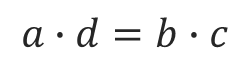 a · d = b · c